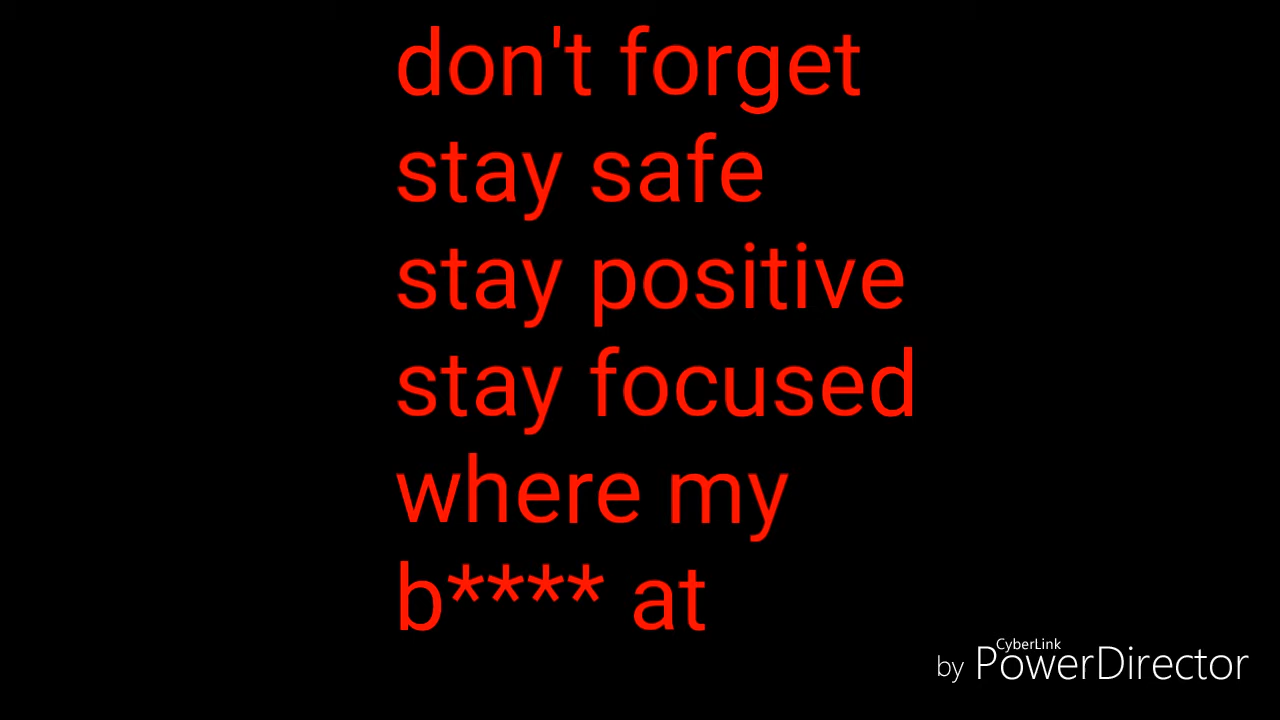 don't forget
stay safe
stay positive
stay focused
where my
b**** at
CyberLink
by PowerDirector